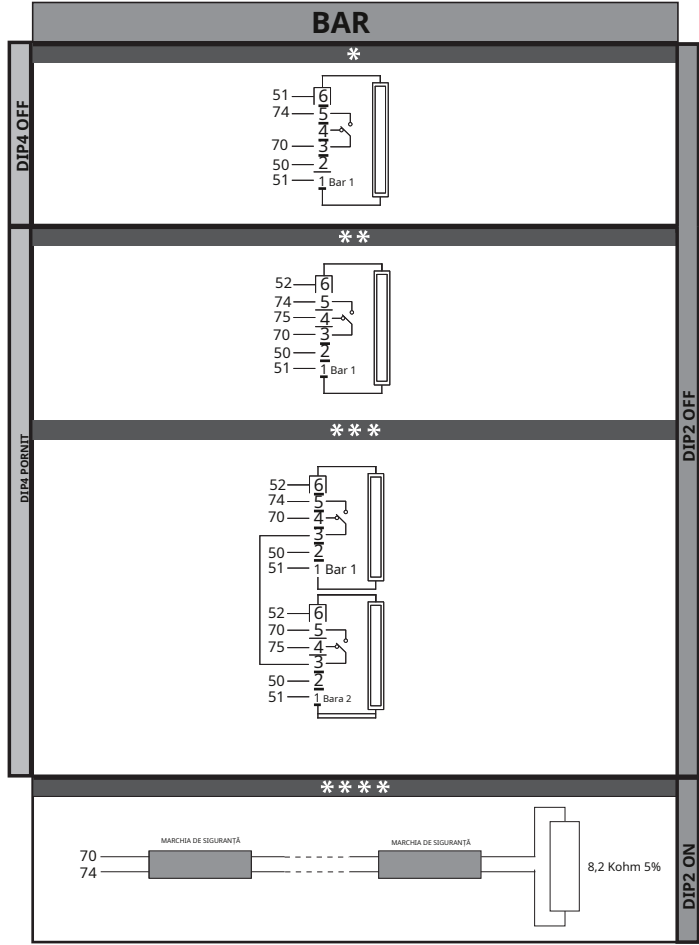 BAR
*
DIP4 OFF
51 6
74 5
4
70 3
50 2
51 1 Bar 1
DIP2 OFF
**
DIP4 PORNIT
52 6
74 5
75 4
70 3
50 2
51 1 Bar 1
***
52 6
74 5
70 4
3
50 2
51 1 Bar 1
52 6
70 5
75 4
3
50 2
51 1 Bara 2
****
MARCHIA DE SIGURANȚĂ
MARCHIA DE SIGURANȚĂ
70
74
8,2 Kohm 5%
DIP2 ON